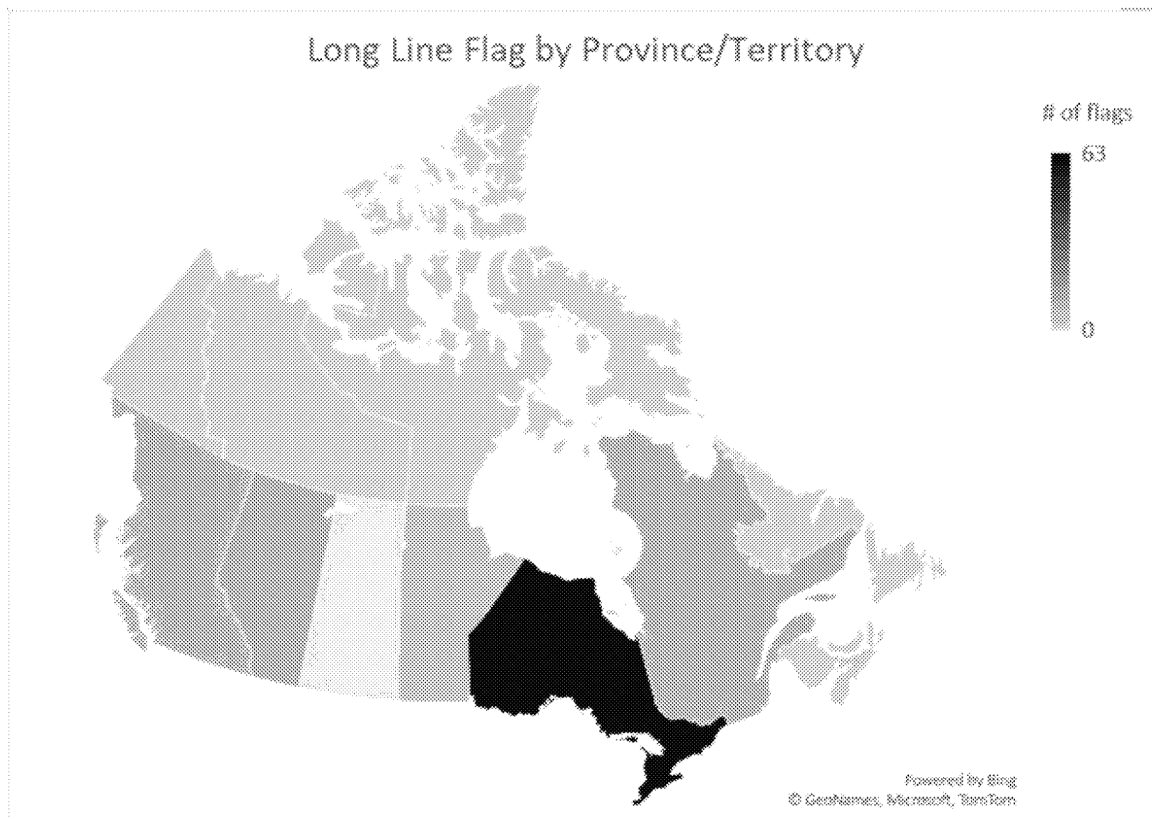 Long Line Flag by Province/Territory
# of flags
63
0
Powered by Bing
© GeoNames, Microsoft, TomTom